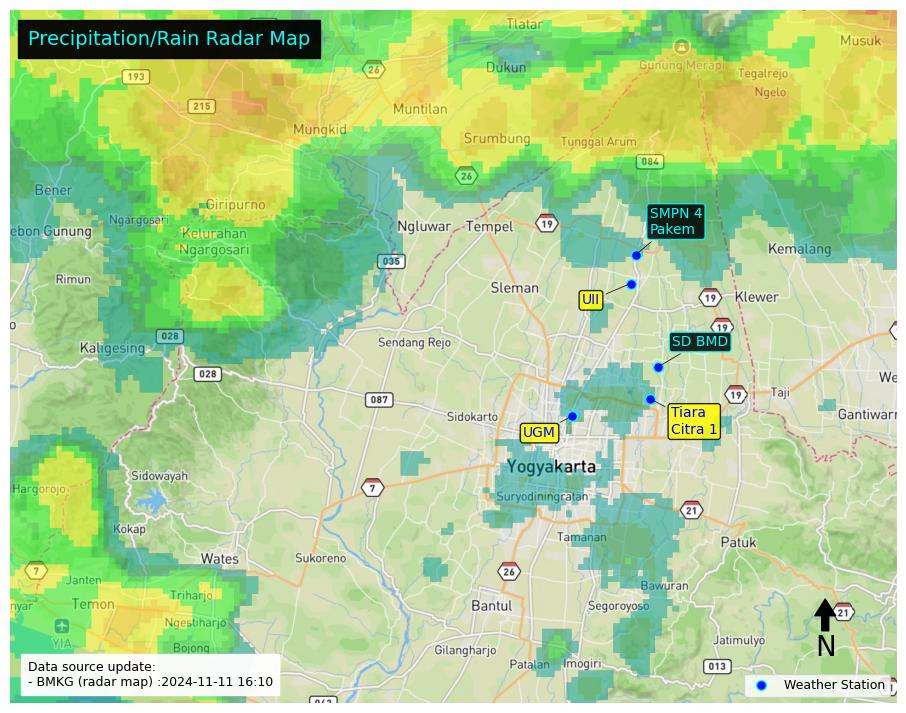 Precipitation/Rain Radar Map
Tlatar
Musuk
26
Gunung Merapi
Dukun
Tegalrejo
193
Ngelo
215
Muntilan
Mungkid
Srumbung
Tunggal Arum
084
26
Bener
Giripurno
SMPN 4
Pakem
Ngargosari
Ngluwar
Tempel
19
ebon Gunung
Kelurahan
Ngargosari
Kemalang
035
Rimun
Sleman
UII
19
Klewer
19
028
Sendang Rejo
SD BMD
Kaligesing
028
We
Taji
19
087
Gantiwarn
Sidokarto
Tiara
Citra 1
UGM
Yogyakarta
Sidowayah
Hargorojo
7
Suryodiningratan
21
Kokap
Tamanan
Patuk
Wates
Sukoreno
7
26
Janten
Bawuran
Triharjo
nyar
Temon
Bantul
Segoroyoso
21
Ngestiharjo
YIA
Jatimulyo
N
Bojong
Gilangharjo
Patalan
Imogiri
013
Data source update:
- BMKG (radar map) :2024-11-11 16:10
Weather Station